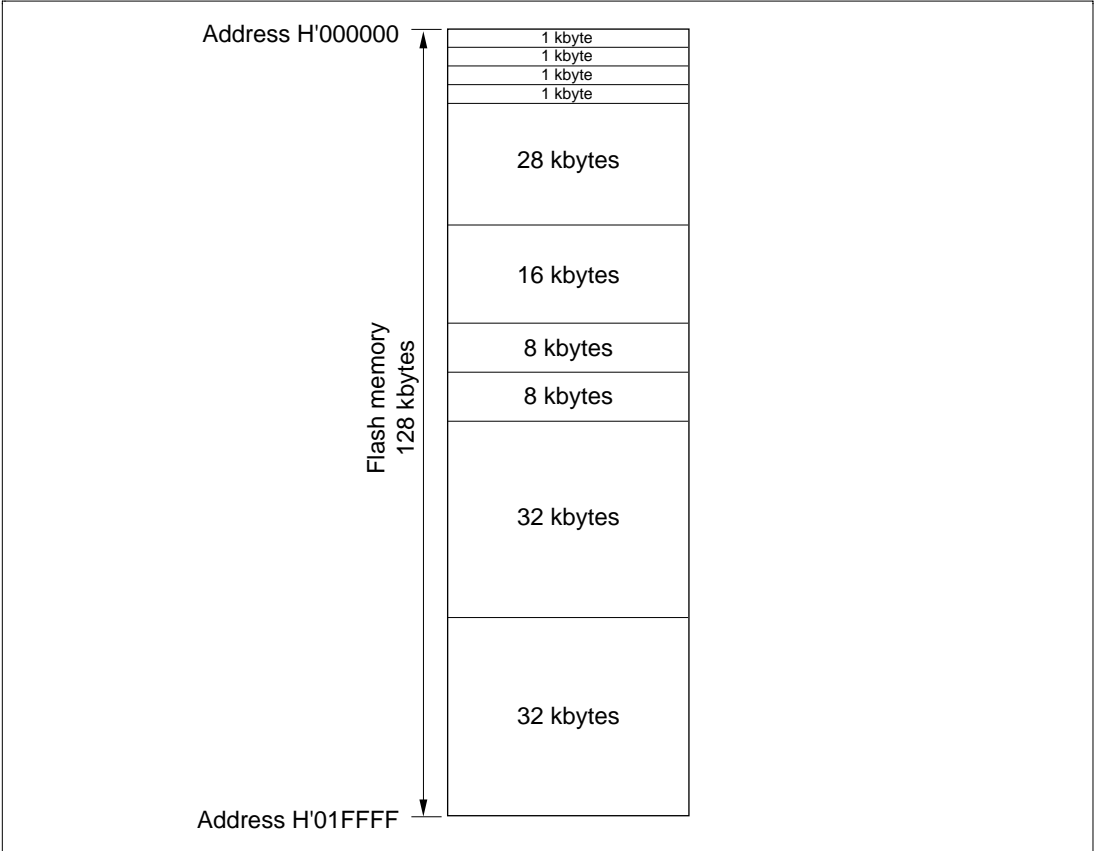 Address H'000000
1 kbyte
1 kbyte
1 kbyte
1 kbyte
28 kbytes
16 kbytes
8 kbytes
8 kbytes
Flash memory
128 kbytes
32 kbytes
32 kbytes
Address H'01FFFF